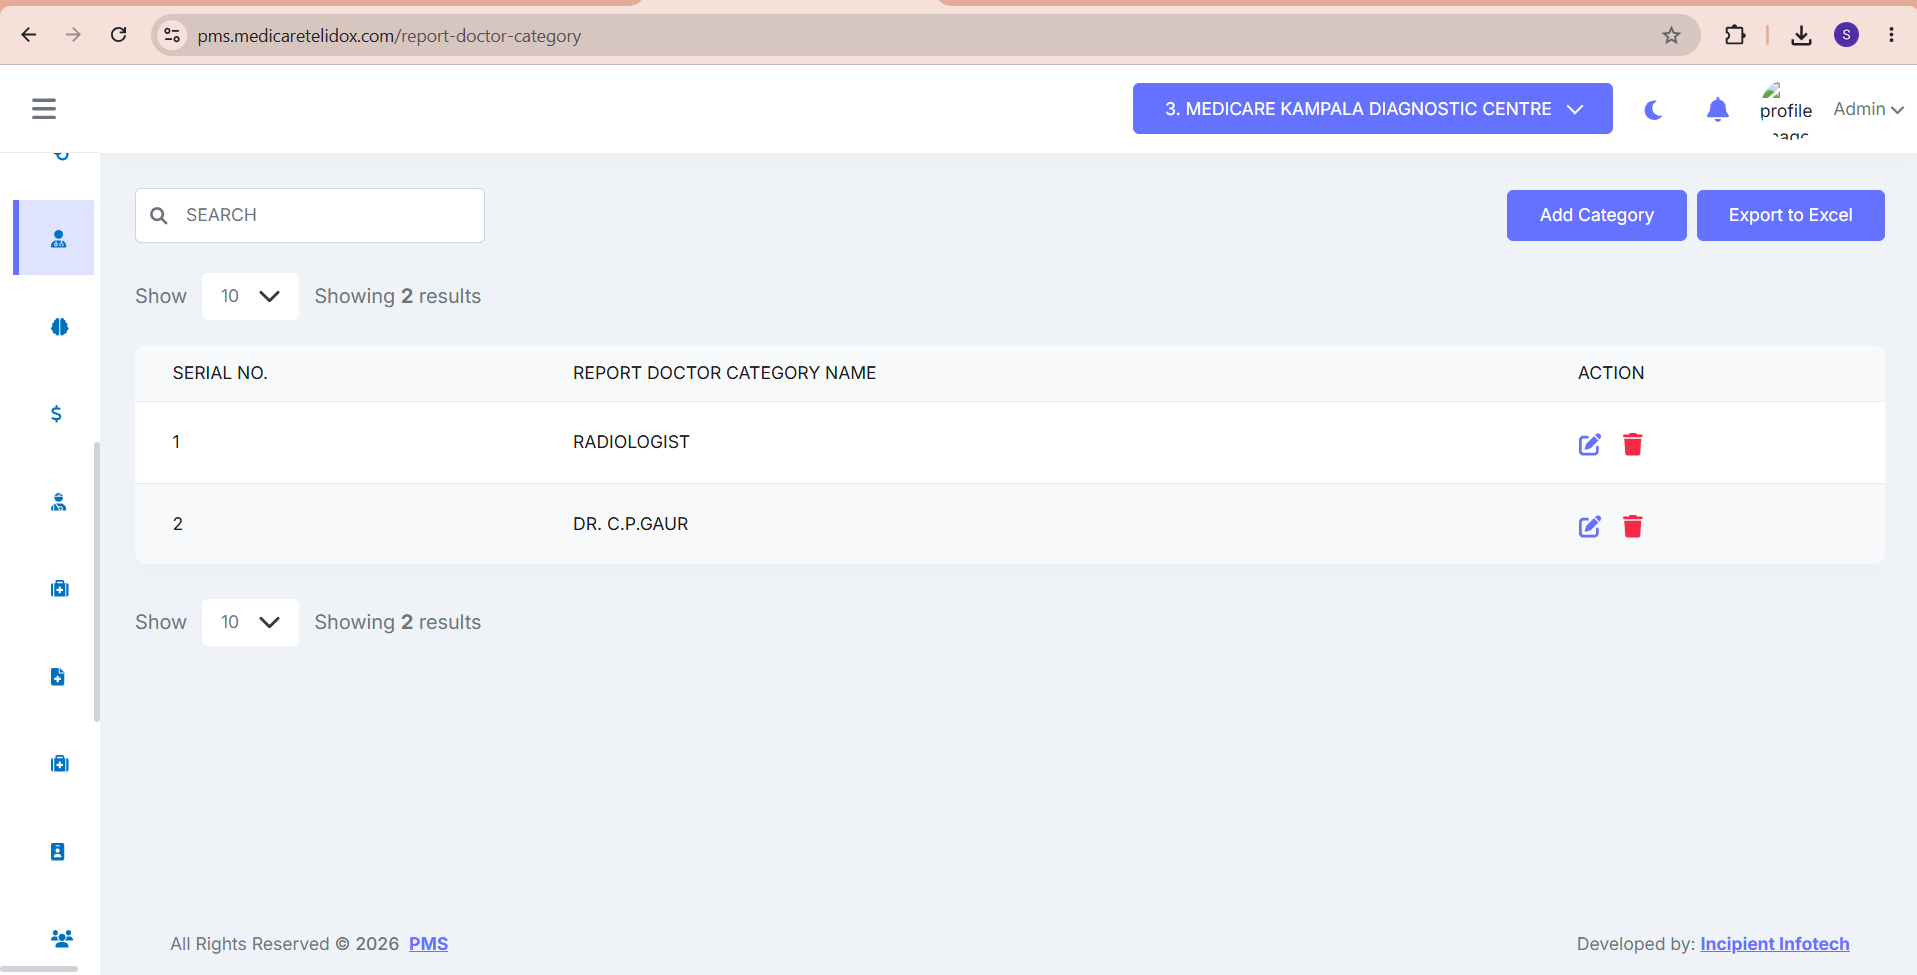 pms.medicaretelidox.com/report-doctor-category
S
3. MEDICARE KAMPALA DIAGNOSTIC CENTRE
profile
Admin
SEARCH
Add Category
Export to Excel
Show 10 Showing 2 results
SERIAL NO. REPORT DOCTOR CATEGORY NAME ACTION
1 RADIOLOGIST
2 DR. C.P.GAUR
Show 10 Showing 2 results
All Rights Reserved © 2026 PMS
Developed by: Incipient Infotech